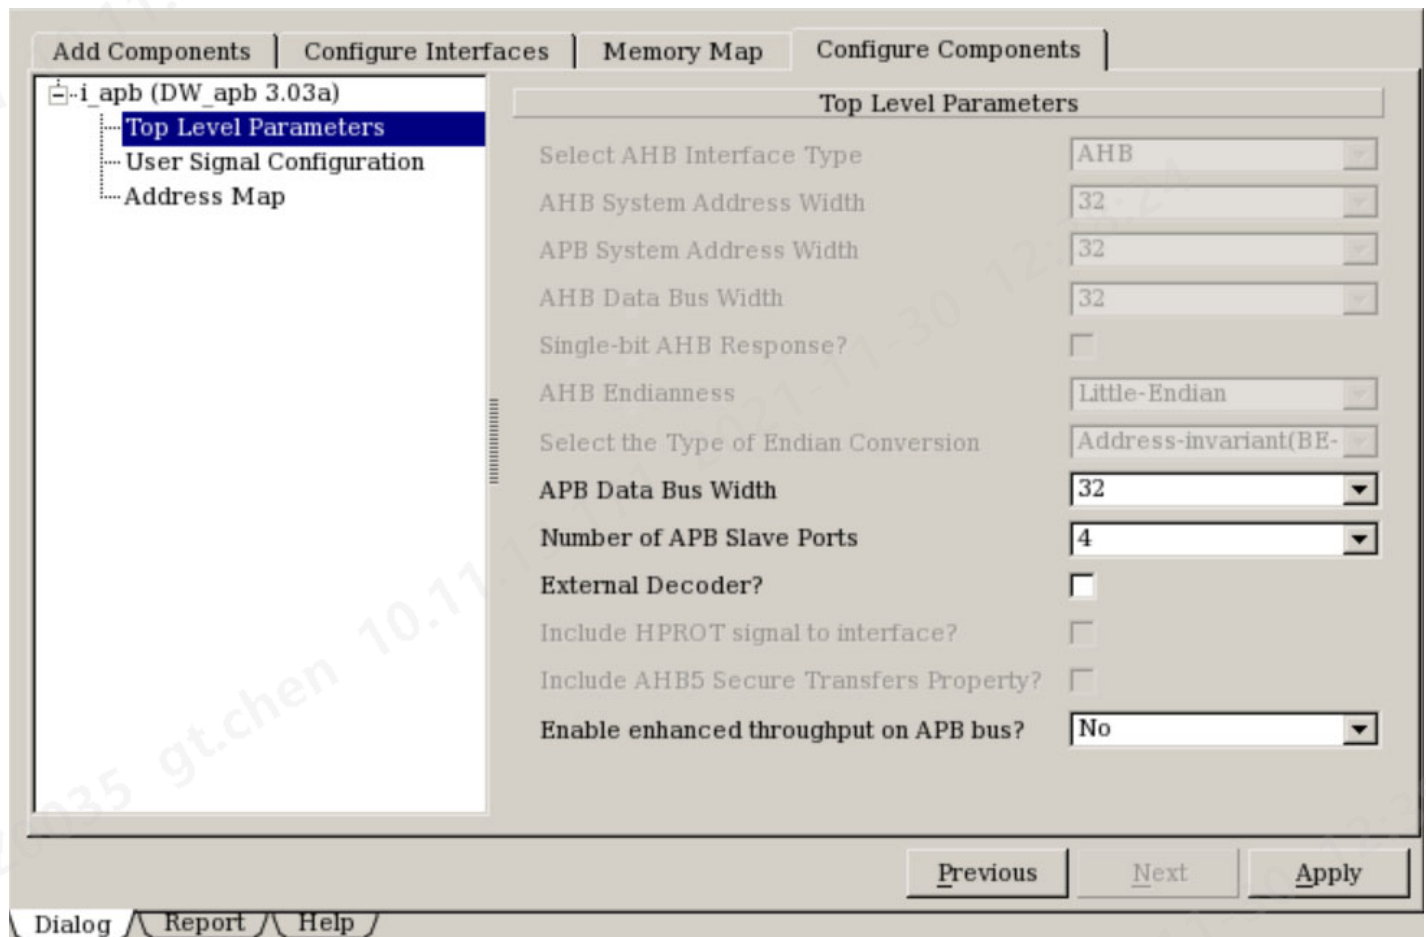 Add Components
Configure Interfaces
Memory Map
Configure Components
i_apb (DW_apb 3.03a)
Top Level Parameters
User Signal Configuration
Address Map
Top Level Parameters
Select AHB Interface Type AHB
AHB System Address Width 32
APB System Address Width 32
AHB Data Bus Width 32
Single-bit AHB Response?
AHB Endianness Little-Endian
Select the Type of Endian Conversion Address-invariant(BE-
APB Data Bus Width 32
Number of APB Slave Ports 4
External Decoder?
Include HPROT signal to interface?
Include AHB5 Secure Transfers Property?
Enable enhanced throughput on APB bus? No
Previous
Next
Apply
Dialog
Report
Help
gt.chen
2021-11-30